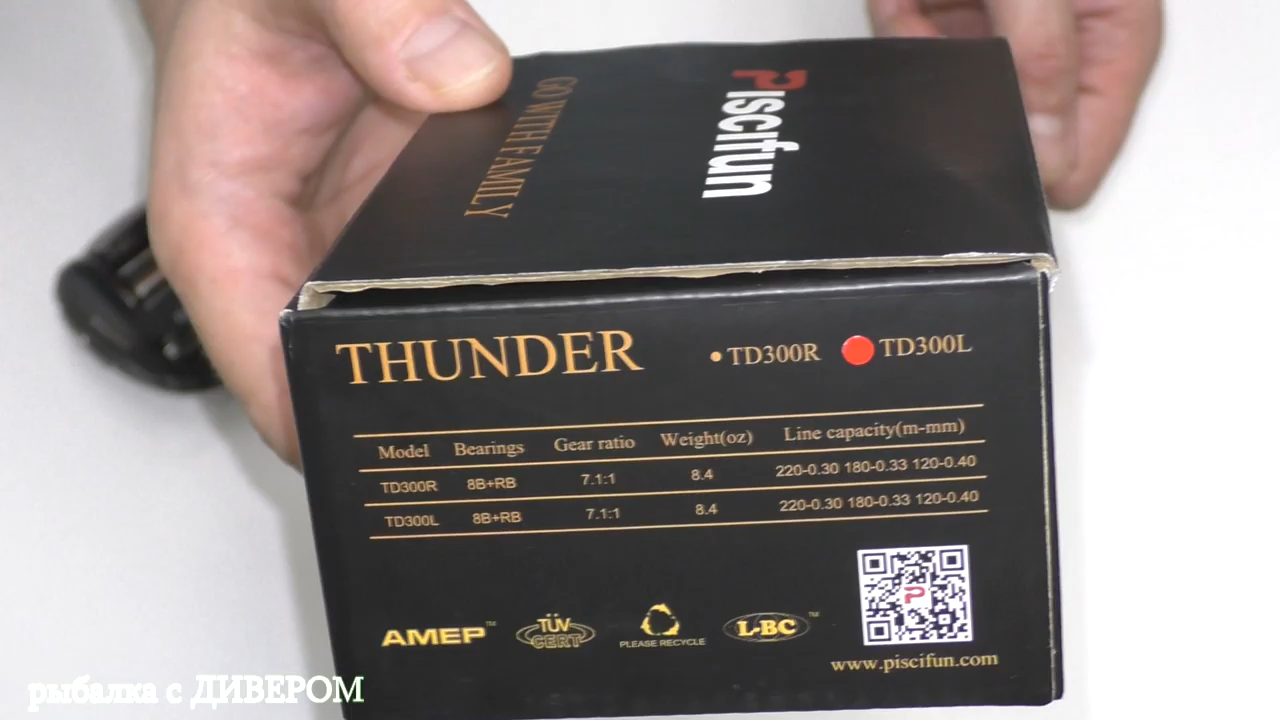 GO WITH FAMILY
Piscifun
THUNDER • TD300R TD300L
Model Bearings Gear ratio Weight(oz) Line capacity(m-mm)
TD300R 8B+RB 7.1:1 8.4 220-0.30 180-0.33 120-0.40
TD300L 8B+RB 7.1:1 8.4 220-0.30 180-0.33 120-0.40
AMEP™ TÜV CERT PLEASE RECYCLE L-BC™
www.piscifun.com
рыбалка с ДИВЕРОМ